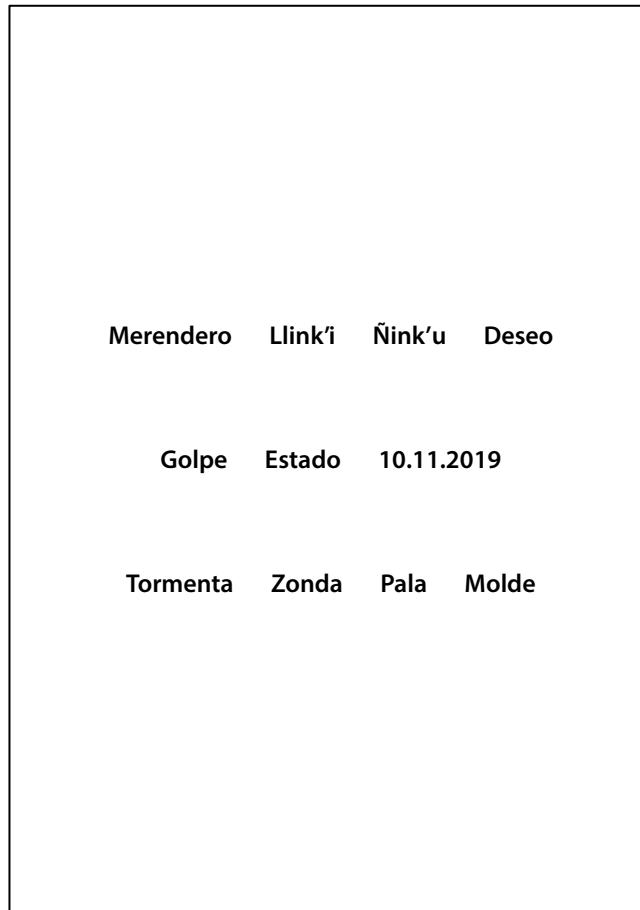 Merendero Llink'i Ñink'u Deseo
Golpe Estado 10.11.2019
Tormenta Zonda Pala Molde